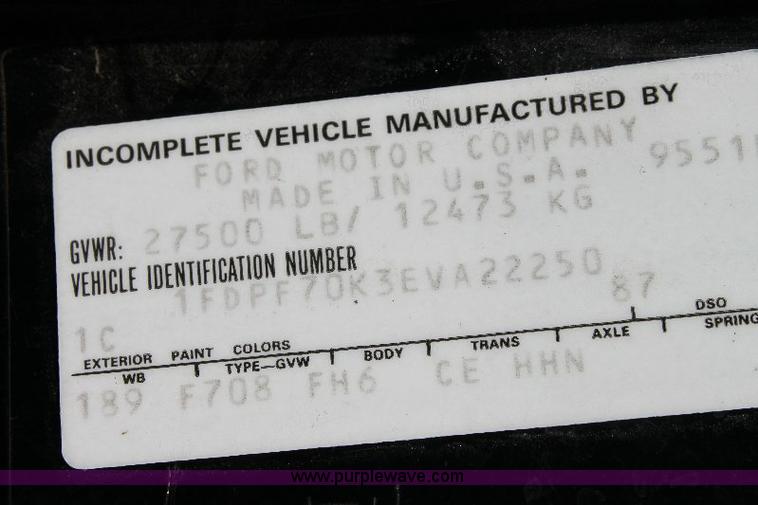 INCOMPLETE VEHICLE MANUFACTURED BY
FORD MOTOR COMPANY
MADE IN U.S.A. 9551
GVWR: 27500 LB/ 12473 KG
VEHICLE IDENTIFICATION NUMBER
1FDPF70K3EVA22250
1C 87
EXTERIOR PAINT COLORS DSO
WB TYPE-GVW BODY TRANS AXLE SPRING
189 F708 FH6 CE HHN
www.purplewave.com